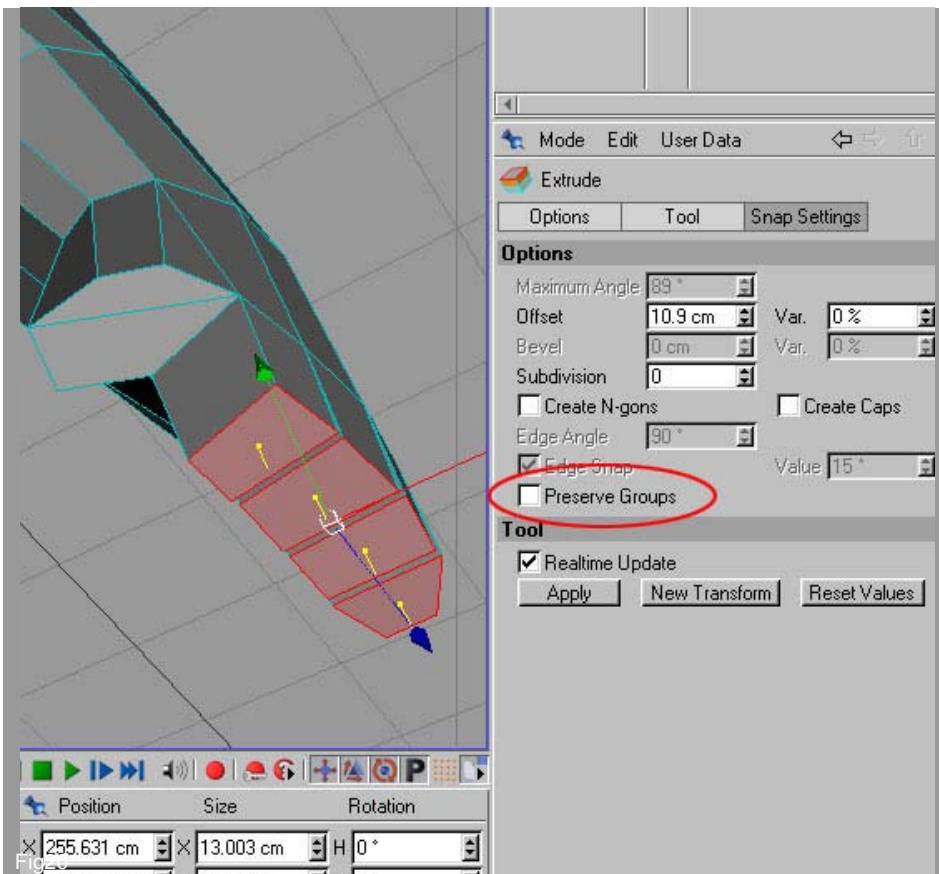 Mode Edit User Data
Extrude
Options Tool Snap Settings
Options
Maximum Angle 89 °
Offset 10.9 cm Var. 0 %
Bevel 0 cm Var. 0 %
Subdivision 0
Create N-gons Create Caps
Edge Angle 90 °
Edge Snap Value 15 °
Preserve Groups
Tool
Realtime Update
Apply New Transform Reset Values
P
Position Size Rotation
X 255.631 cm X 13.003 cm H 0 °
Fig20